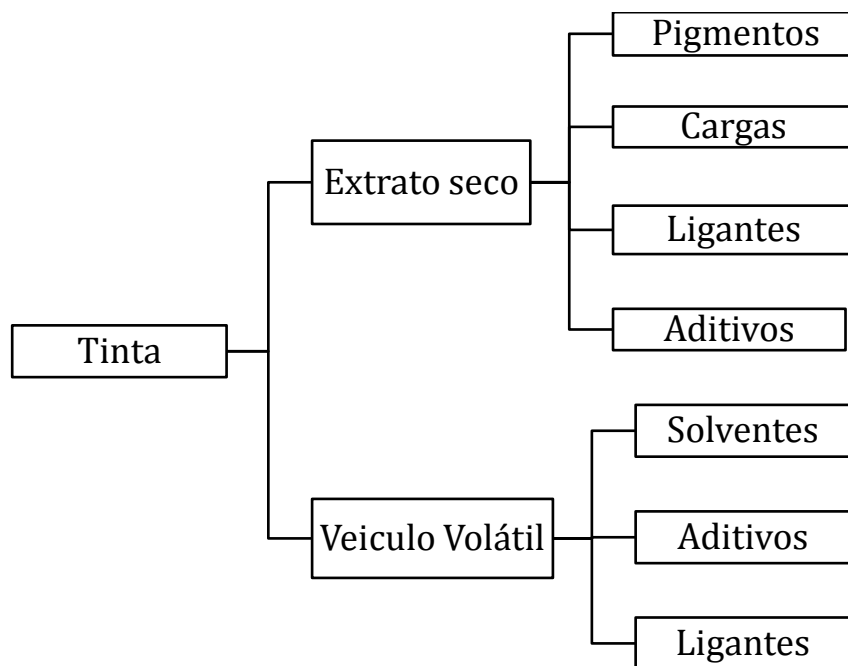 Pigmentos
Cargas
Extrato seco
Ligantes
Aditivos
Tinta
Solventes
Veiculo Volátil
Aditivos
Ligantes